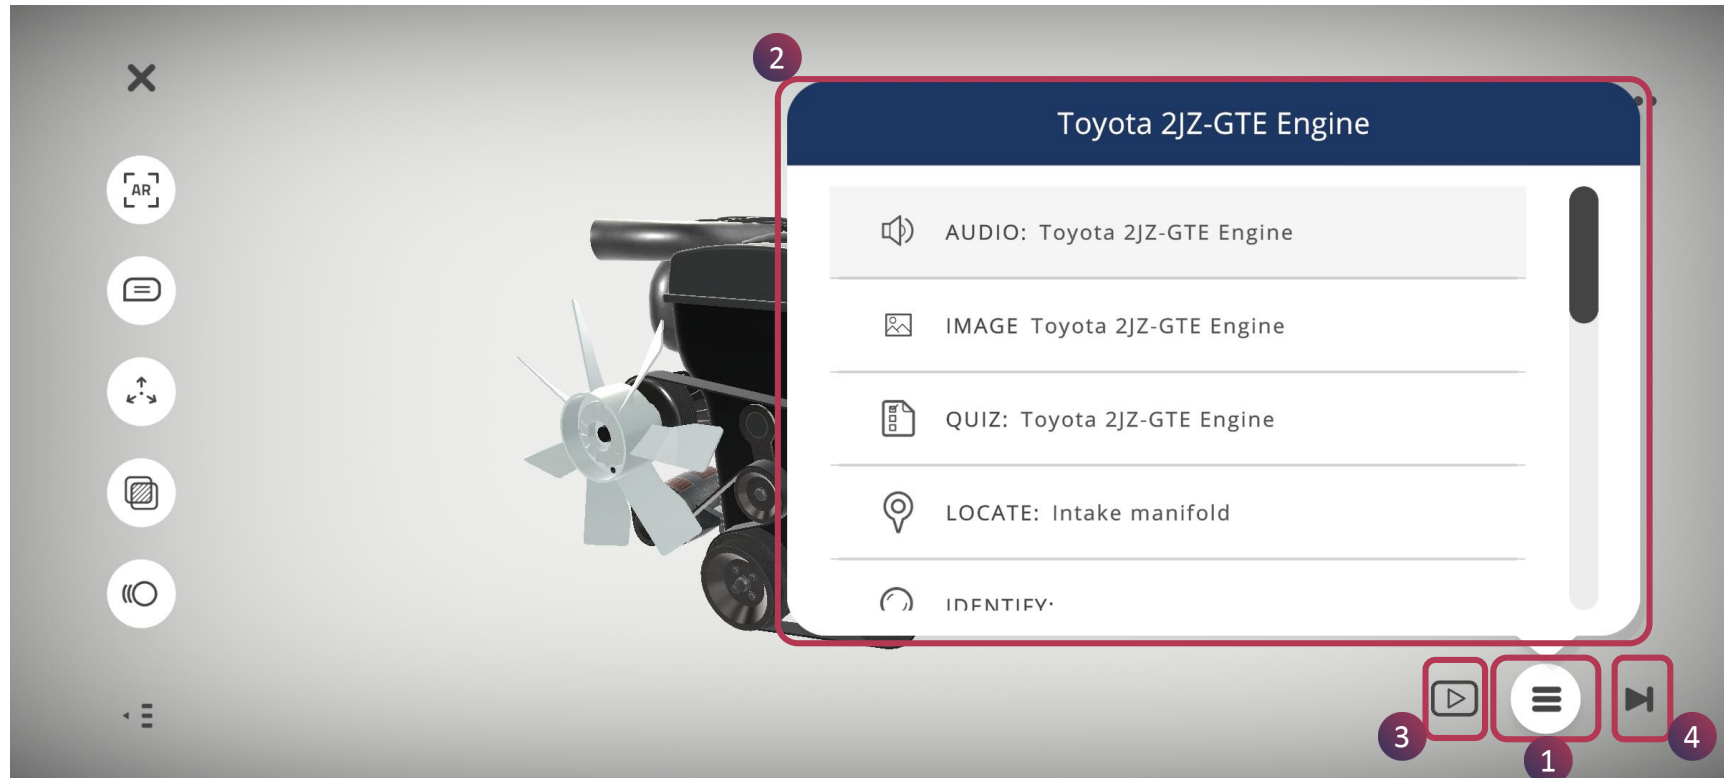 2
Toyota 2JZ-GTE Engine
AR
AUDIO: Toyota 2JZ-GTE Engine
IMAGE Toyota 2JZ-GTE Engine
QUIZ: Toyota 2JZ-GTE Engine
LOCATE: Intake manifold
IDENTIFY:
3
1
4